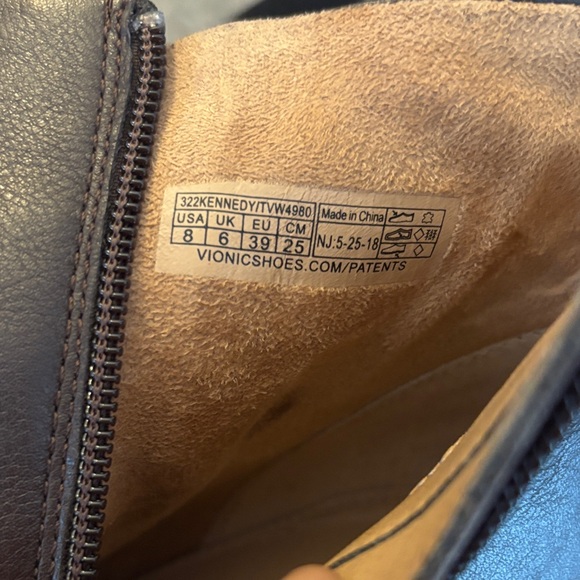 322KENNEDY/TVW4980
USA UK EU CM
8 6 39 25
Made in China
NJ:5-25-18
VIONICSHOES.COM/PATENTS